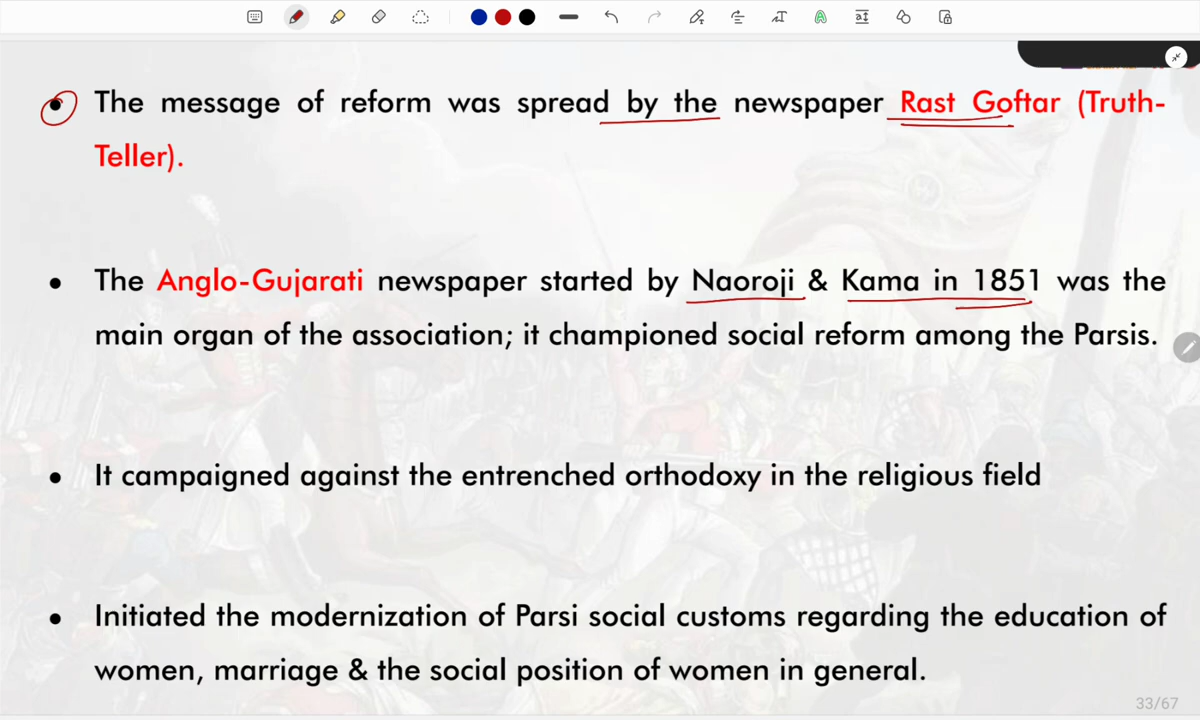 The message of reform was spread by the newspaper Rast Goftar (Truth-
Teller).
The Anglo-Gujarati newspaper started by Naoroji & Kama in 1851 was the
main organ of the association; it championed social reform among the Parsis.
It campaigned against the entrenched orthodoxy in the religious field
Initiated the modernization of Parsi social customs regarding the education of
women, marriage & the social position of women in general.
33/67